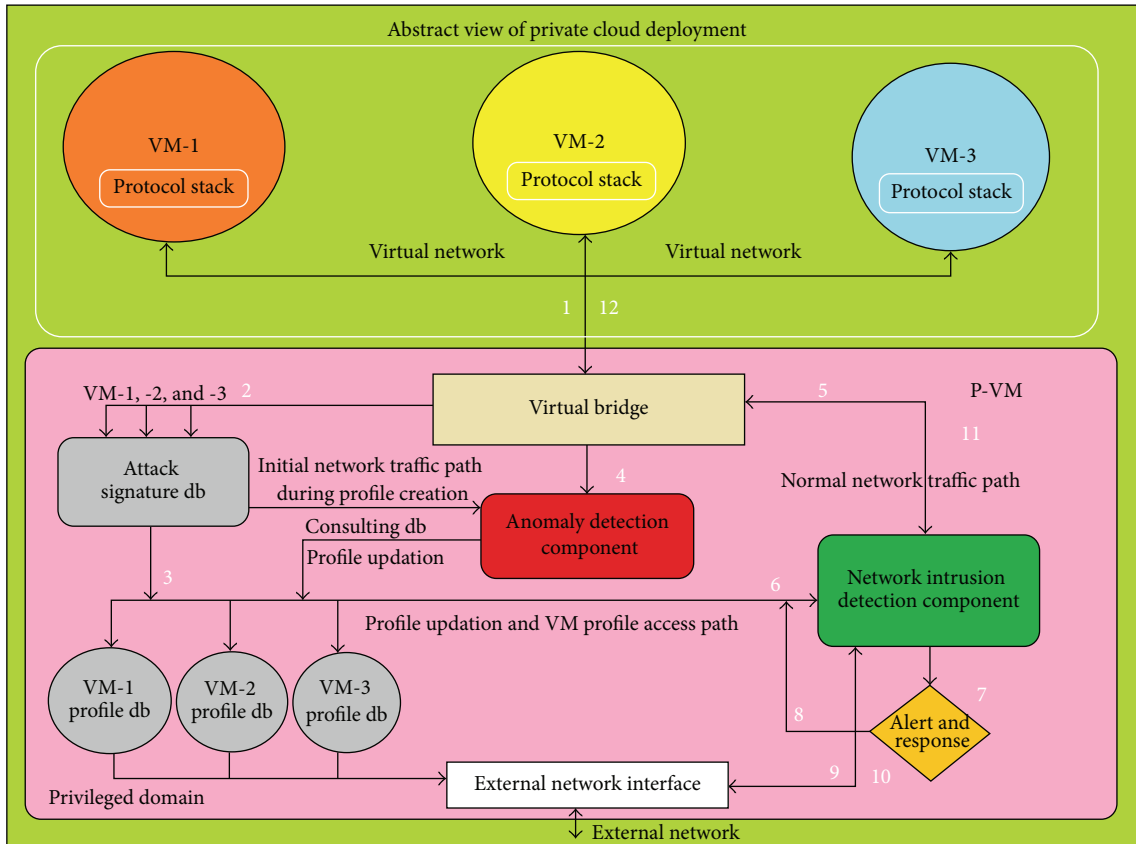 Abstract view of private cloud deployment
VM-1
Protocol stack
VM-2
Protocol stack
VM-3
Protocol stack
Virtual network
Virtual network
1
12
VM-1, -2, and -3
2
Virtual bridge
5
P-VM
11
Attack
signature db
Initial network traffic path
during profile creation
4
Normal network traffic path
Consulting db
Profile updation
Anomaly detection
component
Network intrusion
detection component
3
6
Profile updation and VM profile access path
VM-1
profile db
VM-2
profile db
VM-3
profile db
7
8
Alert and
response
9
10
External network interface
Privileged domain
External network